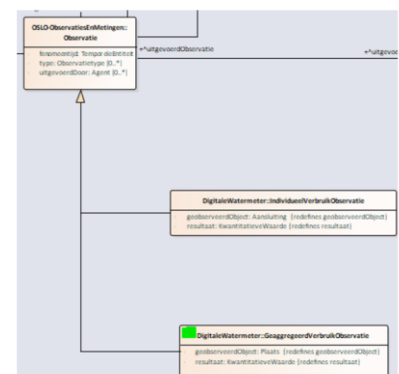 OSLO-ObservatiesEnMetingen::
Observatie
fenomeentijd: TemporeleEntiteit
type: Observatietype [0..*]
uitgevoerdDoor: Agent [0..*]
+^uitgevoerdObservatie
+^uitgevoe
DigitaleWatermeter::IndividueelVerbruikObservatie
geobserveerdObject: Aansluiting {redefines geobserveerdObject}
resultaat: KwantitatieveWaarde {redefines resultaat}
DigitaleWatermeter::GeaggregeerdVerbruikObservatie
geobserveerdObject: Plaats {redefines geobserveerdObject}
resultaat: KwantitatieveWaarde {redefines resultaat}